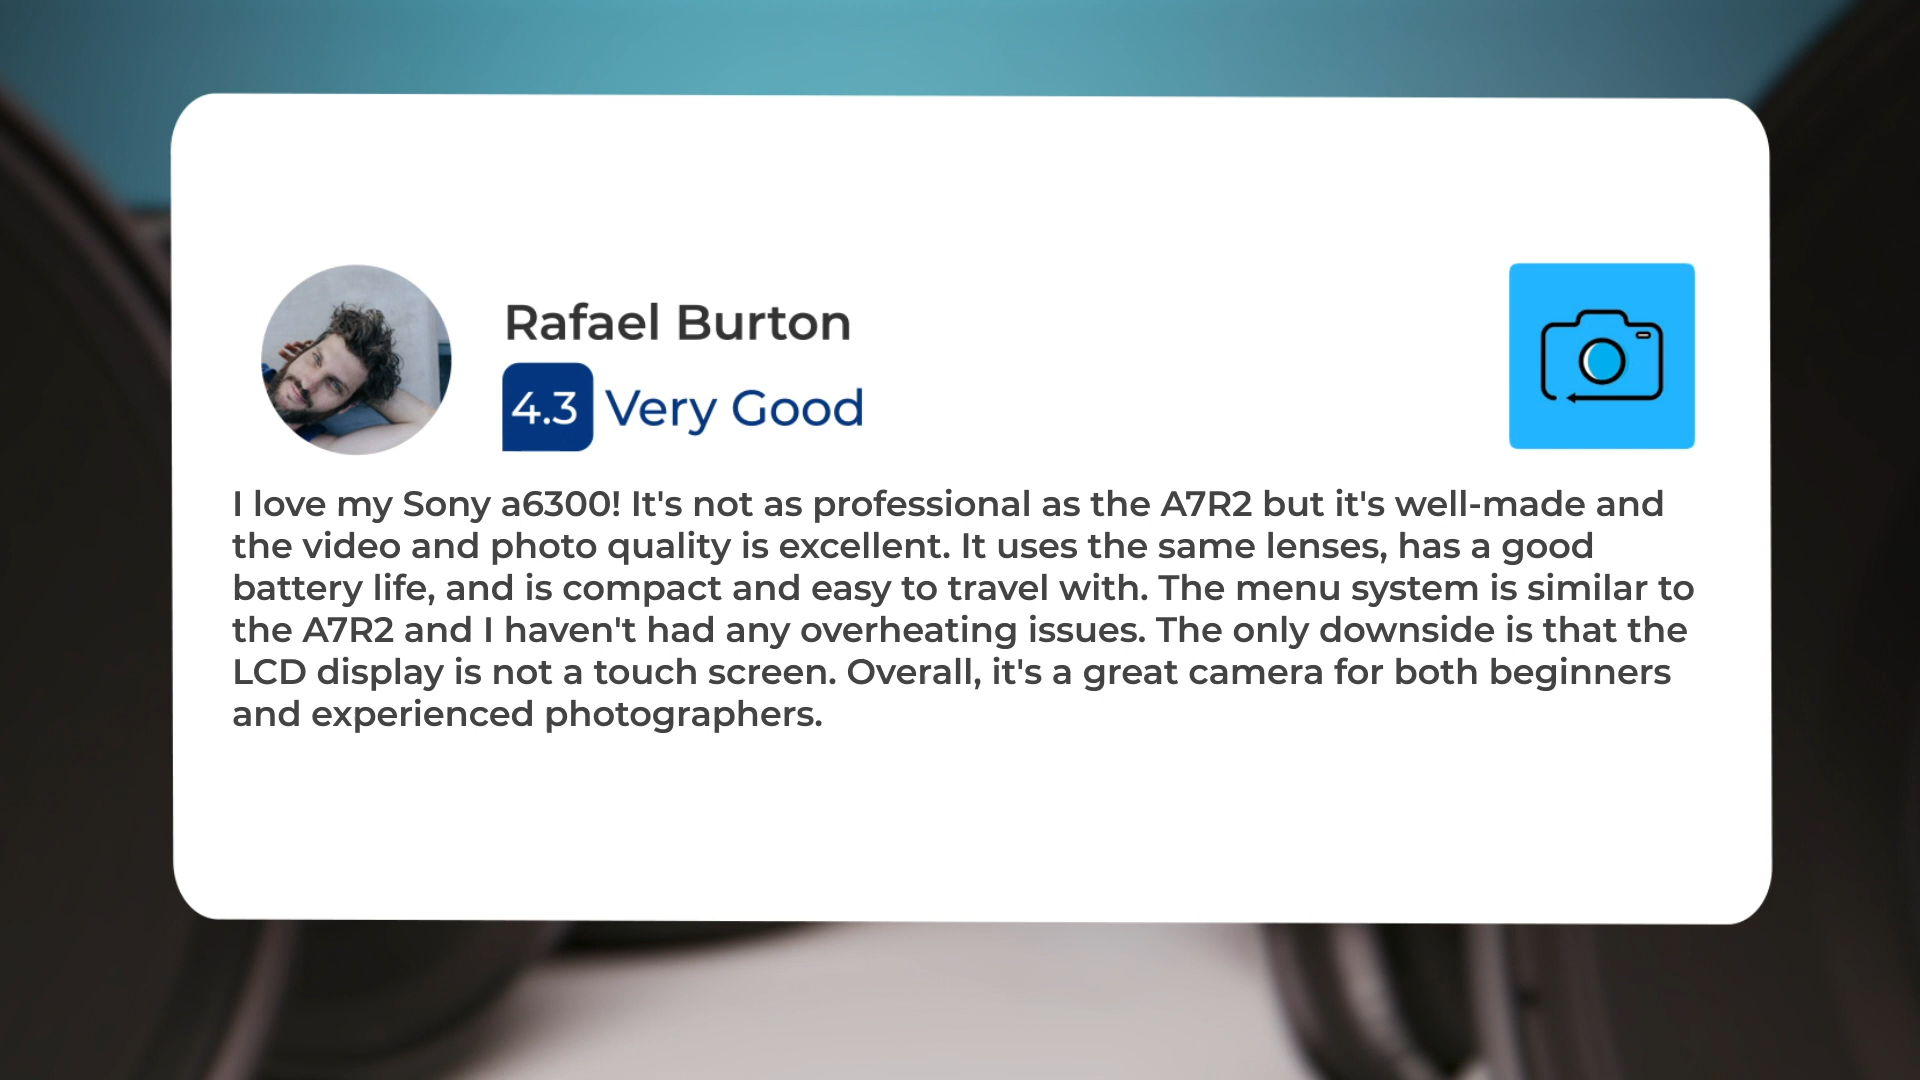 Rafael Burton
4.3 Very Good
I love my Sony a6300! It's not as professional as the A7R2 but it's well-made and
the video and photo quality is excellent. It uses the same lenses, has a good
battery life, and is compact and easy to travel with. The menu system is similar to
the A7R2 and I haven't had any overheating issues. The only downside is that the
LCD display is not a touch screen. Overall, it's a great camera for both beginners
and experienced photographers.